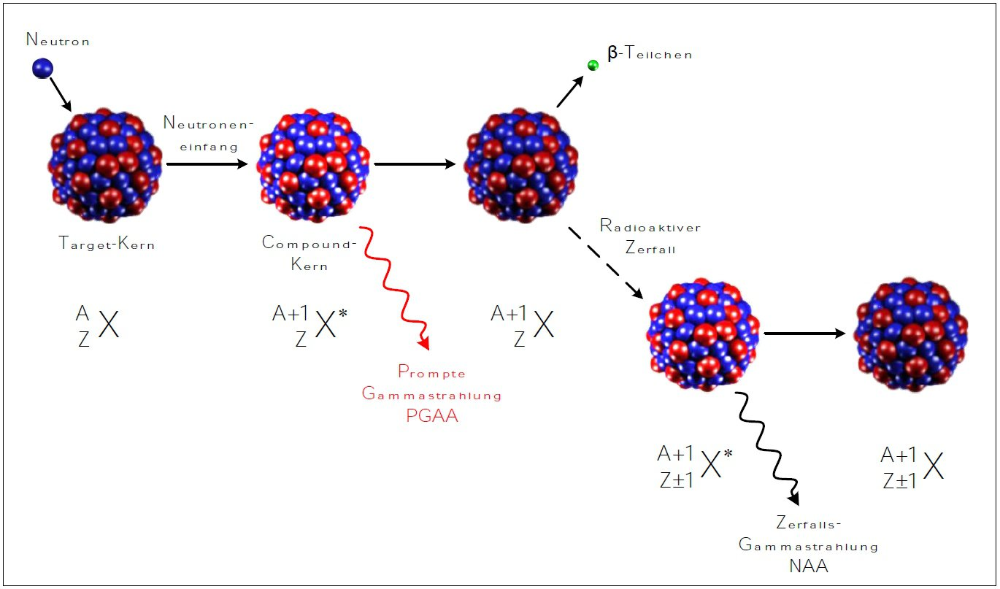 Neutron
β-Teilchen
Neutronen-
einfang
Target-Kern
Compound-
Kern
Radioaktiver
Zerfall
A
Z X
A+1
Z X*
A+1
Z X
Prompte
Gammastrahlung
PGAA
A+1
Z±1 X*
A+1
Z±1 X
Zerfalls-
Gammastrahlung
NAA